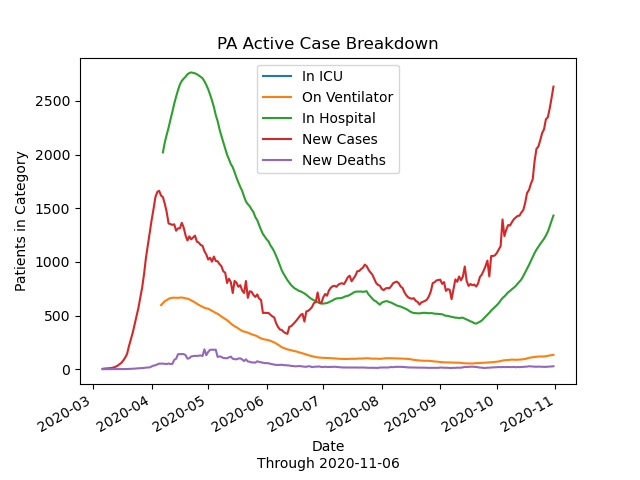 PA Active Case Breakdown
In ICU
On Ventilator
In Hospital
New Cases
New Deaths
Patients in Category
2500
2000
1500
1000
500
0
2020-03
2020-04
2020-05
2020-06
2020-07
2020-08
2020-09
2020-10
2020-11
Date
Through 2020-11-06